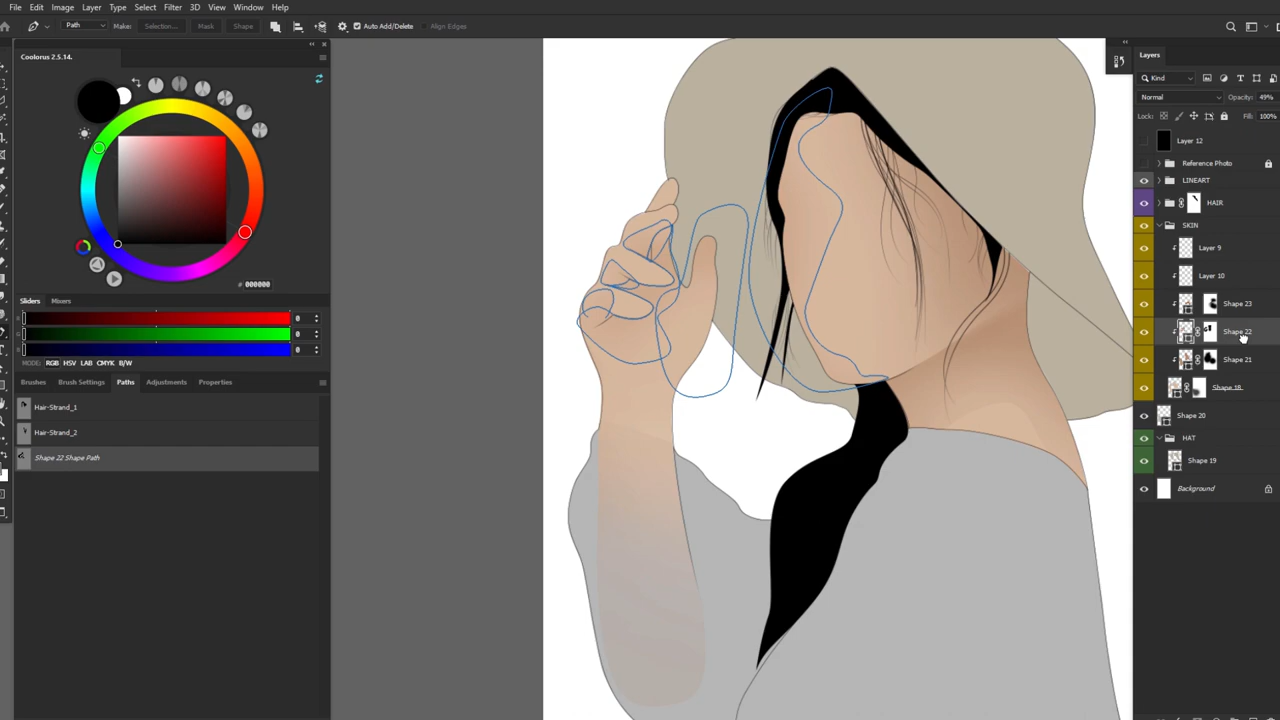 File Edit Image Layer Type Select Filter 3D View Window Help
Path Make: Selection... Mask Shape Auto Add/Delete Align Edges
Coolorus 2.5.14.
# 000000
Sliders Mixers
0
0
0
MODE: RGB HSV LAB CMYK B/W
Brushes Brush Settings Paths Adjustments Properties
Hair-Strand_1
Hair-Strand_2
Shape 22 Shape Path
Layers
Kind
Normal Opacity: 49%
Lock: Fill: 100%
Layer 12
Reference Photo
LINEART
HAIR
SKIN
Layer 9
Layer 10
Shape 23
Shape 22
Shape 21
Shape 18
Shape 20
HAT
Shape 19
Background